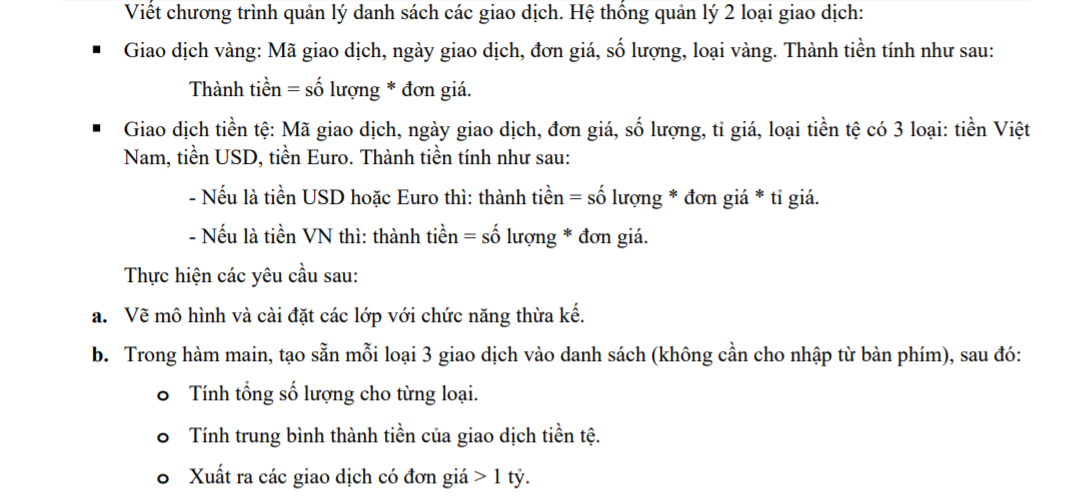 Viết chương trình quản lý danh sách các giao dịch. Hệ thống quản lý 2 loại giao dịch:
▪ Giao dịch vàng: Mã giao dịch, ngày giao dịch, đơn giá, số lượng, loại vàng. Thành tiền tính như sau:
Thành tiền = số lượng * đơn giá.
▪ Giao dịch tiền tệ: Mã giao dịch, ngày giao dịch, đơn giá, số lượng, tỉ giá, loại tiền tệ có 3 loại: tiền Việt
Nam, tiền USD, tiền Euro. Thành tiền tính như sau:
- Nếu là tiền USD hoặc Euro thì: thành tiền = số lượng * đơn giá * tỉ giá.
- Nếu là tiền VN thì: thành tiền = số lượng * đơn giá.
Thực hiện các yêu cầu sau:
a. Vẽ mô hình và cài đặt các lớp với chức năng thừa kế.
b. Trong hàm main, tạo sẵn mỗi loại 3 giao dịch vào danh sách (không cần cho nhập từ bàn phím), sau đó:
o Tính tổng số lượng cho từng loại.
o Tính trung bình thành tiền của giao dịch tiền tệ.
o Xuất ra các giao dịch có đơn giá > 1 tỷ.